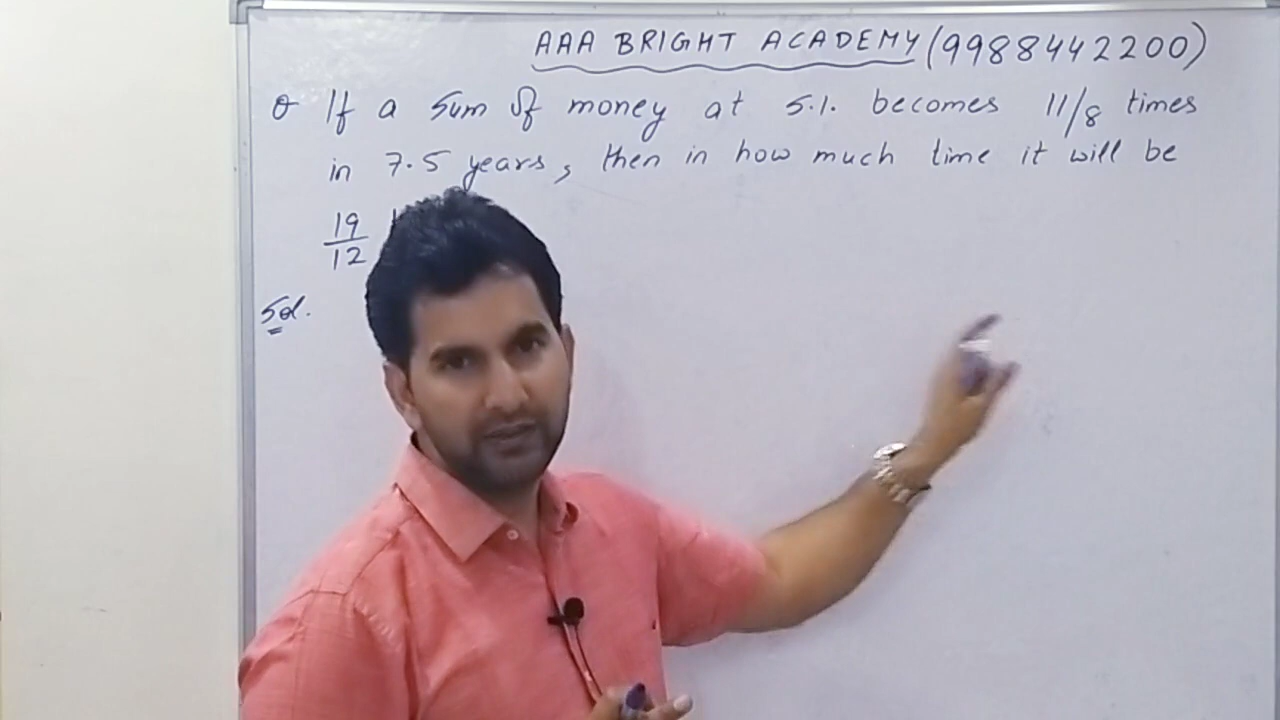 AAA BRIGHT ACADEMY (9988442200)
Q If a sum of money at S.I. becomes 11/8 times
in 7.5 years, then in how much time it will be
19/12
Sol.